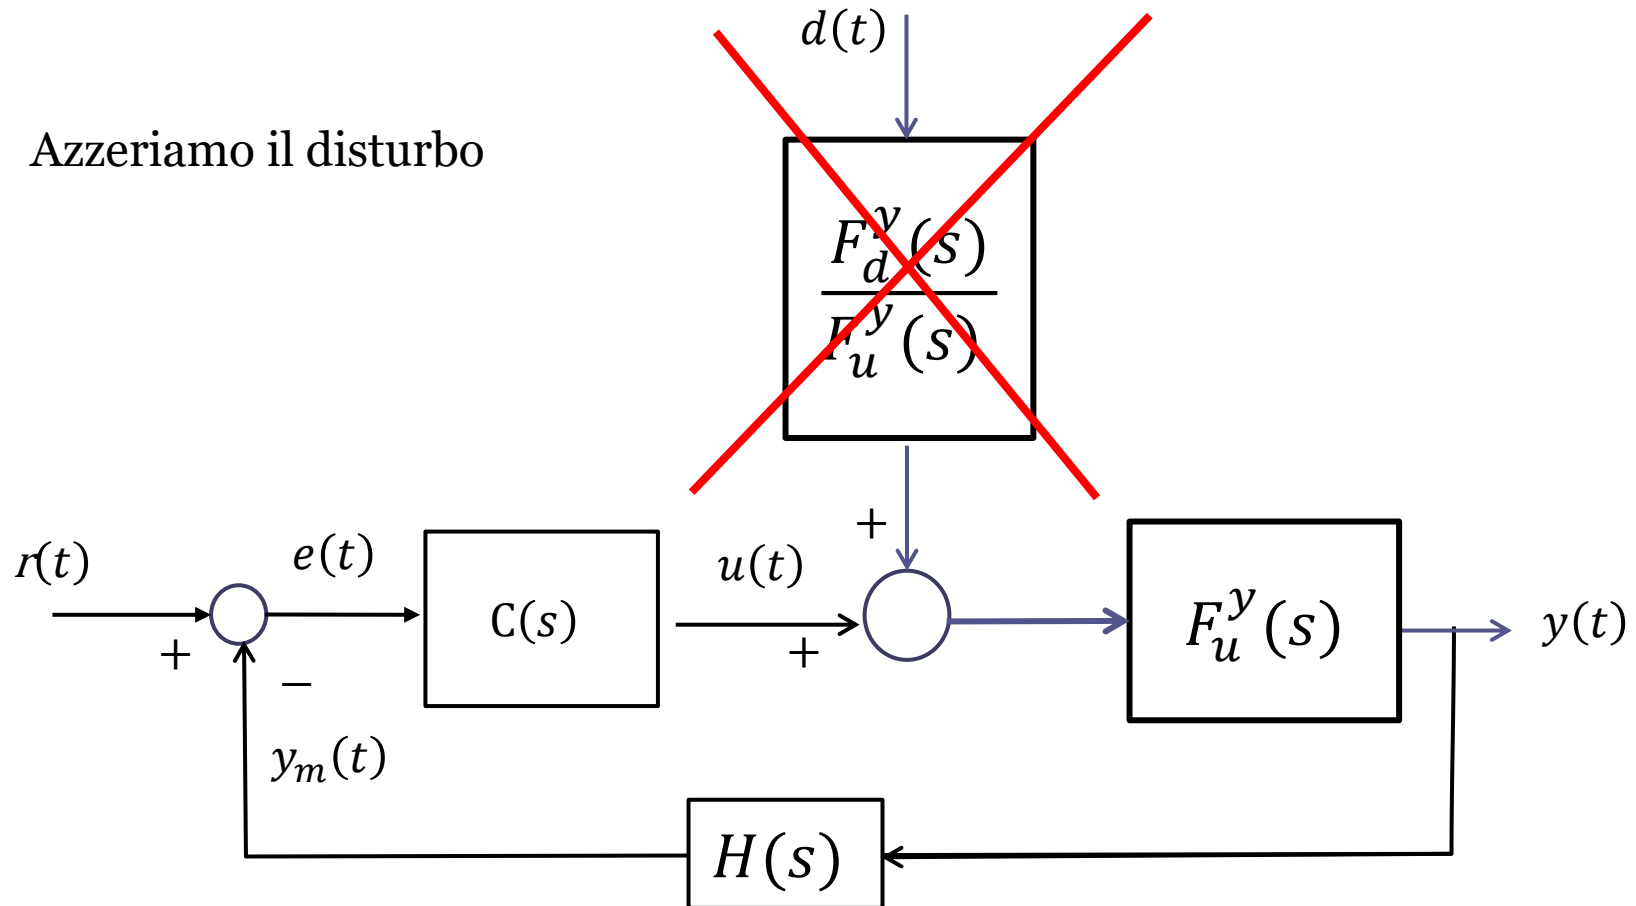 d(t)
Azzeriamo il disturbo
F_d^y(s)
F_u^y(s)
+
r(t)
e(t)
C(s)
u(t)
F_u^y(s)
y(t)
+
−
+
y_m(t)
H(s)